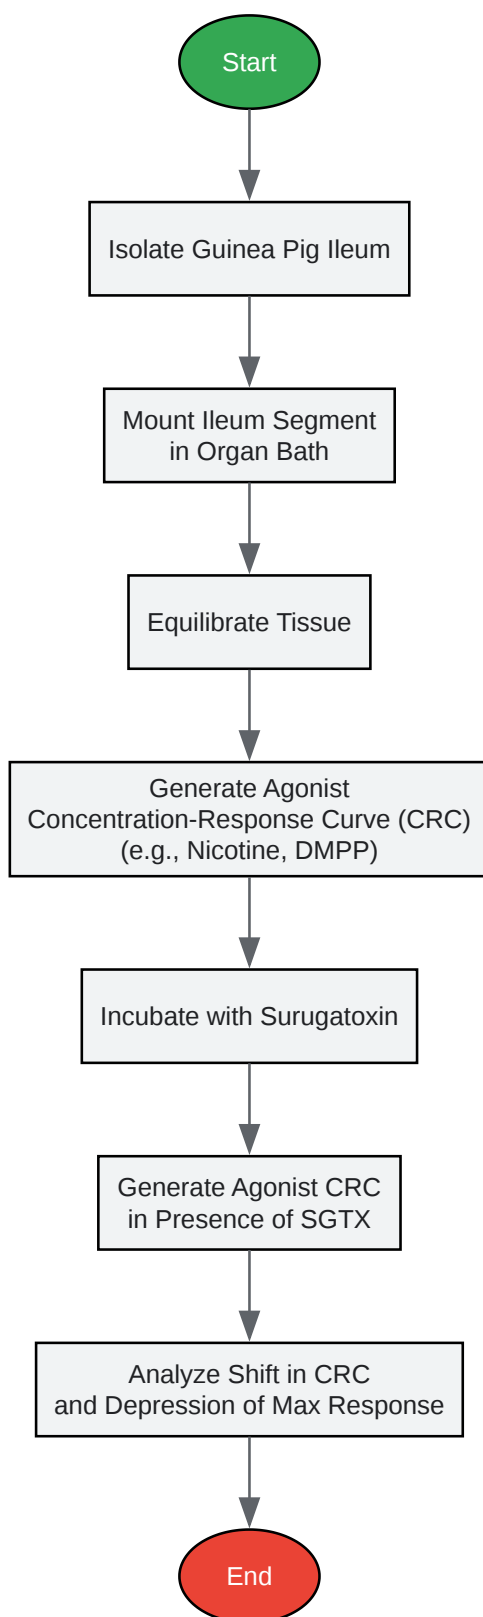 Start
Isolate Guinea Pig Ileum
Mount Ileum Segment
in Organ Bath
Equilibrate Tissue
Generate Agonist
Concentration-Response Curve (CRC)
(e.g., Nicotine, DMPP)
Incubate with Surugatoxin
Generate Agonist CRC
in Presence of SGTX
Analyze Shift in CRC
and Depression of Max Response
End